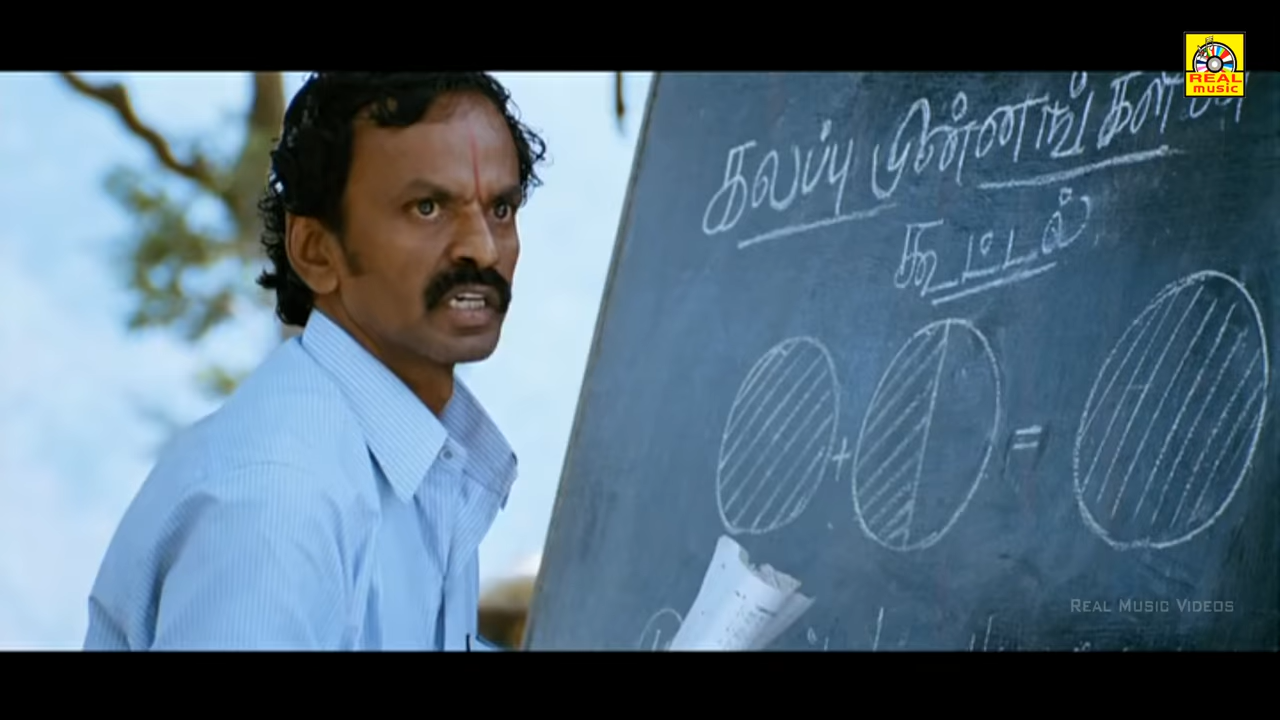 REAL
music
கலப்பு பின்னங்களின்
கூட்டல்
+ =
Real Music Videos